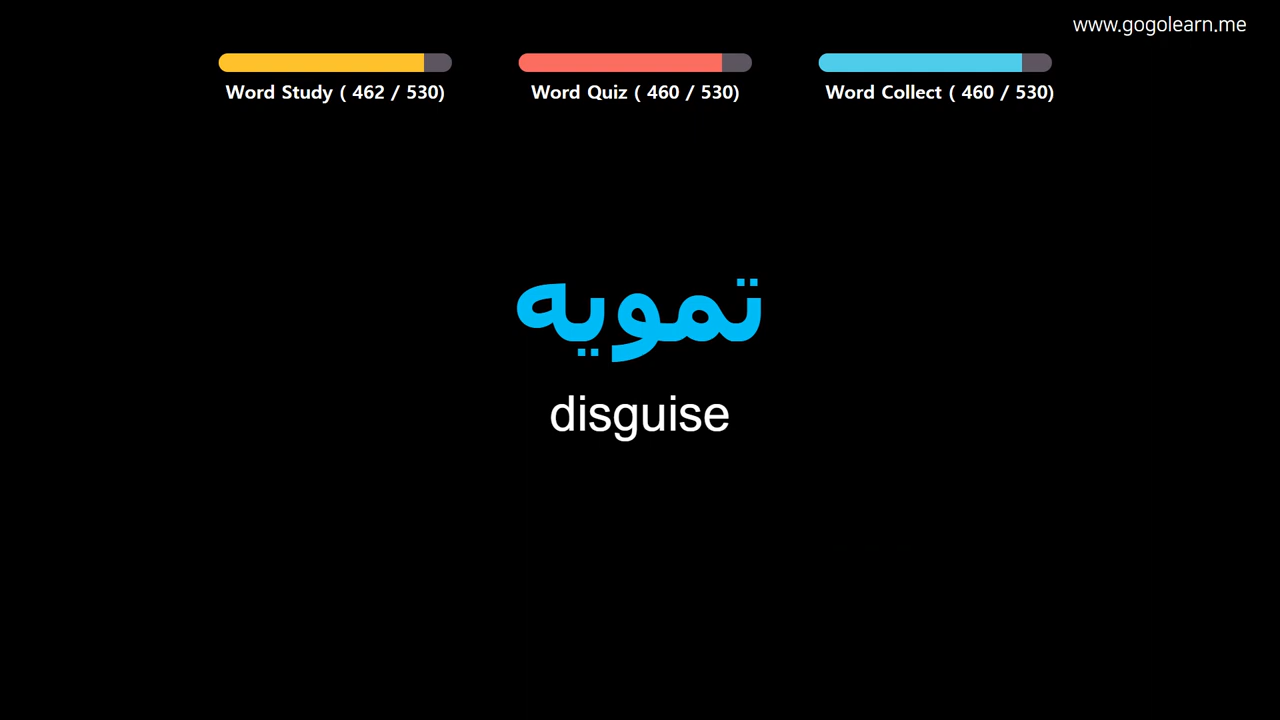 www.gogolearn.me
Word Study ( 462 / 530)
Word Quiz ( 460 / 530)
Word Collect ( 460 / 530)
تمويه
disguise